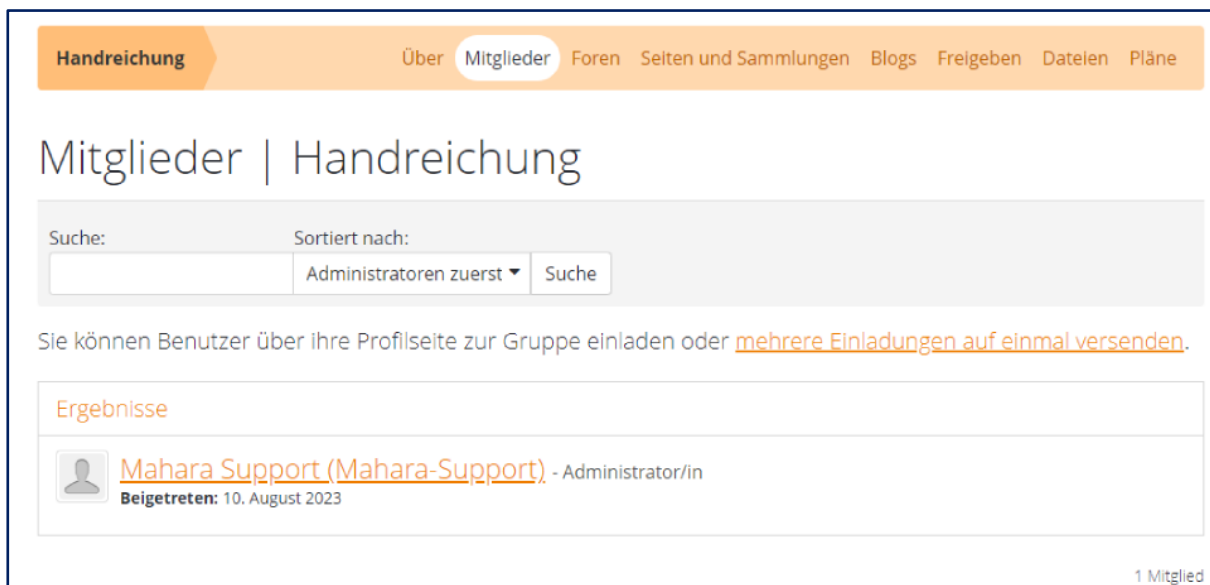 Handreichung Über Mitglieder Foren Seiten und Sammlungen Blogs Freigeben Dateien Pläne
Mitglieder | Handreichung
Suche: Sortiert nach:
Administratoren zuerst Suche
Sie können Benutzer über ihre Profilseite zur Gruppe einladen oder mehrere Einladungen auf einmal versenden.
Ergebnisse
Mahara Support (Mahara-Support) - Administrator/in
Beigetreten: 10. August 2023
1 Mitglied